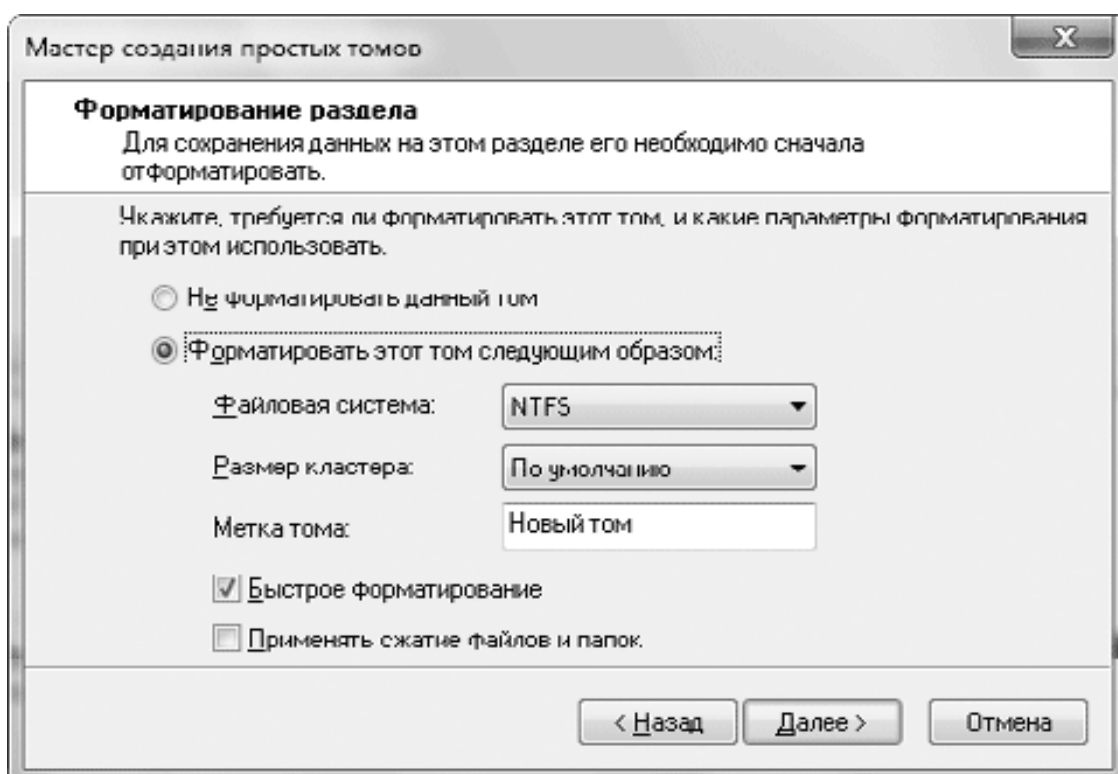 Мастер создания простых томов
Форматирование раздела
Для сохранения данных на этом разделе его необходимо сначала
отформатировать.
Укажите, требуется ли форматировать этот том, и какие параметры форматирования
при этом использовать.
Не форматировать данный том
Форматировать этот том следующим образом:
Файловая система: NTFS
Размер кластера: По умолчанию
Метка тома: Новый том
Быстрое форматирование
Применять сжатие файлов и папок.
< Назад Далее > Отмена